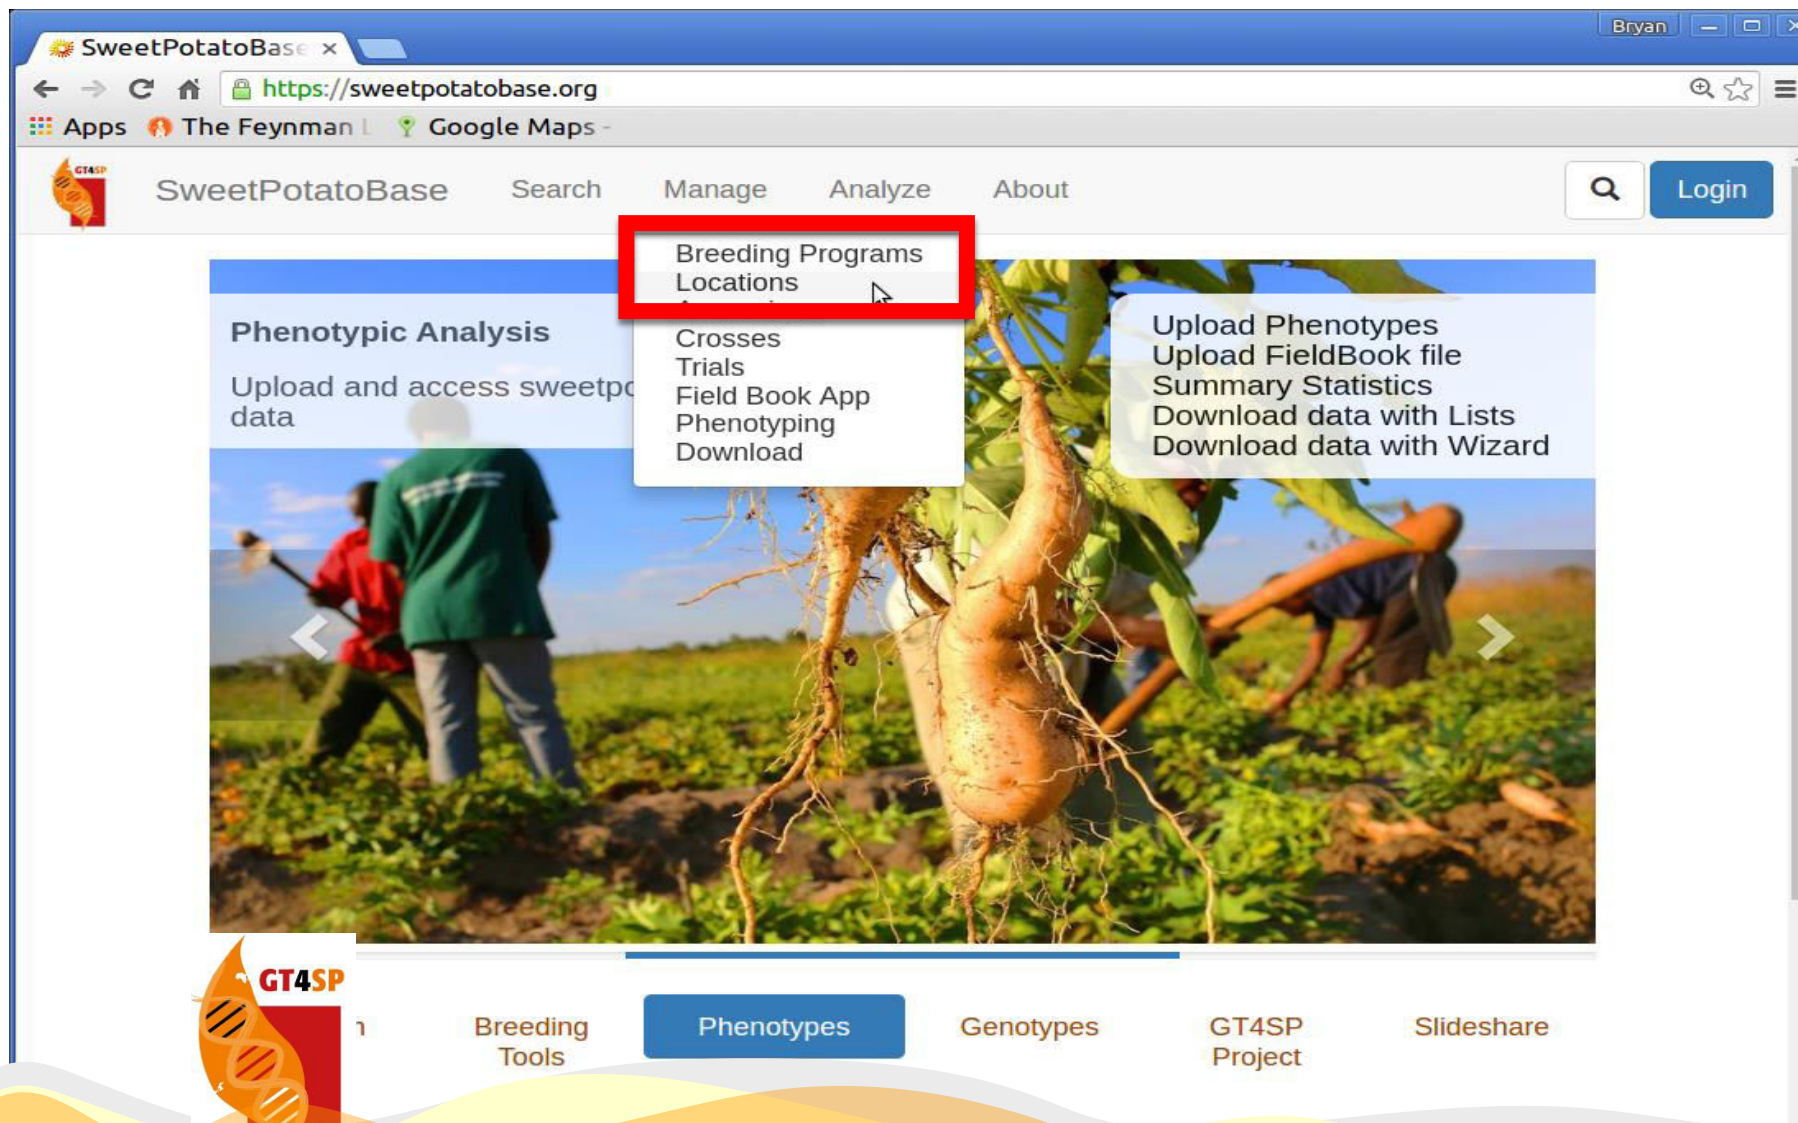 Bryan
SweetPotatoBase
https://sweetpotatobase.org
Apps The Feynman Google Maps -
GT4SP
SweetPotatoBase Search Manage Analyze About Login
Breeding Programs
Locations
Crosses
Trials
Field Book App
Phenotyping
Download
Phenotypic Analysis
Upload and access
data
Upload Phenotypes
Upload FieldBook file
Summary Statistics
Download data with Lists
Download data with Wizard
GT4SP
Breeding
Tools
Phenotypes
Genotypes
GT4SP
Project
Slideshare